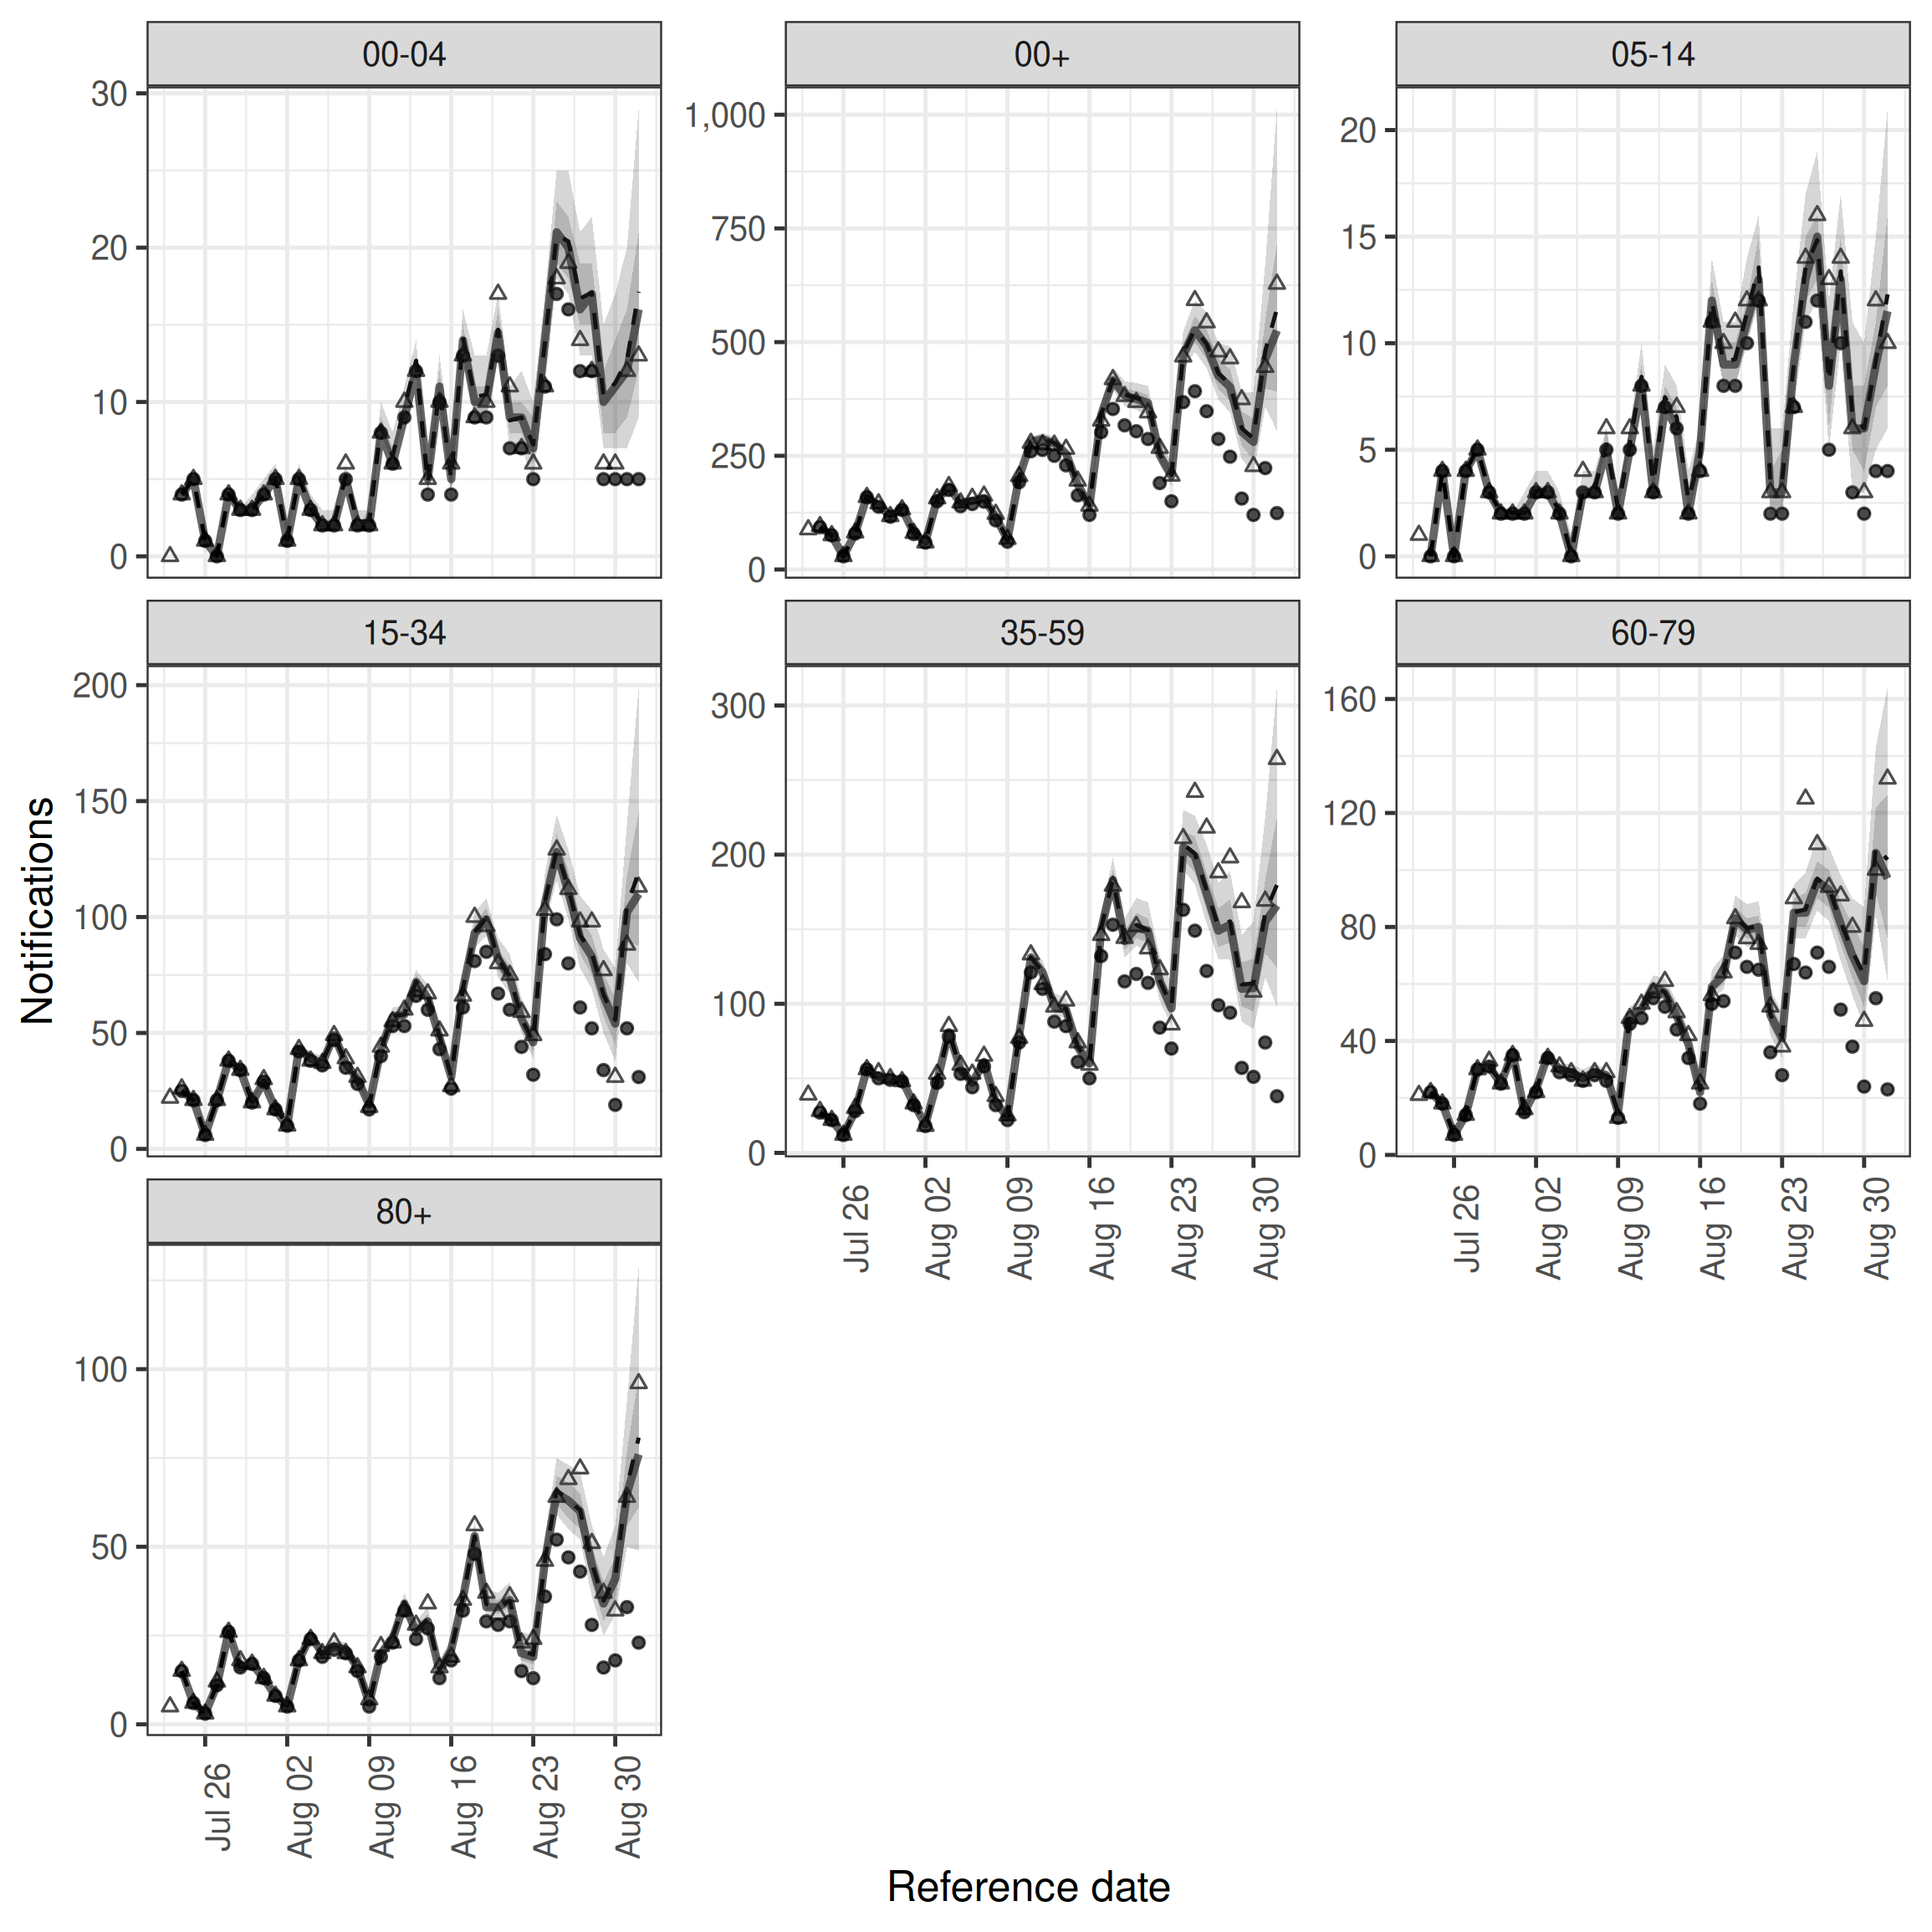 00-04
00+
05-14
30
20
10
0
1,000
750
500
250
0
20
15
10
5
0
15-34
35-59
60-79
200
150
100
50
0
300
200
100
0
160
120
80
40
0
Jul 26
Aug 02
Aug 09
Aug 16
Aug 23
Aug 30
Jul 26
Aug 02
Aug 09
Aug 16
Aug 23
Aug 30
80+
100
50
0
Jul 26
Aug 02
Aug 09
Aug 16
Aug 23
Aug 30
Notifications
Reference date